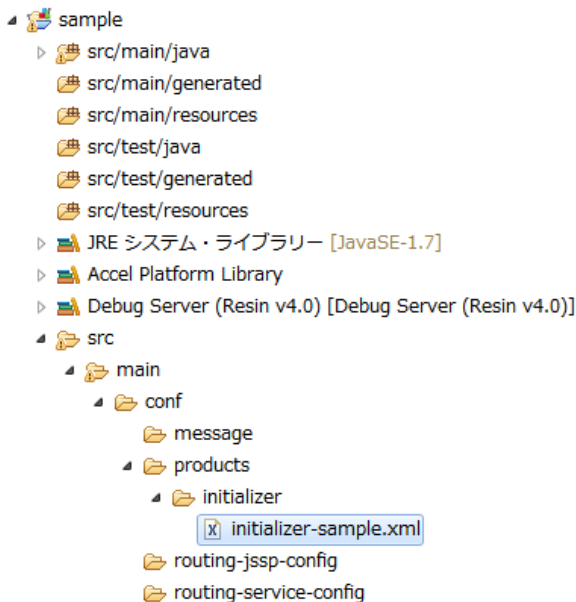 sample
src/main/java
src/main/generated
src/main/resources
src/test/java
src/test/generated
src/test/resources
JRE システム・ライブラリー [JavaSE-1.7]
Accel Platform Library
Debug Server (Resin v4.0) [Debug Server (Resin v4.0)]
src
main
conf
message
products
initializer
initializer-sample.xml
routing-jssp-config
routing-service-config